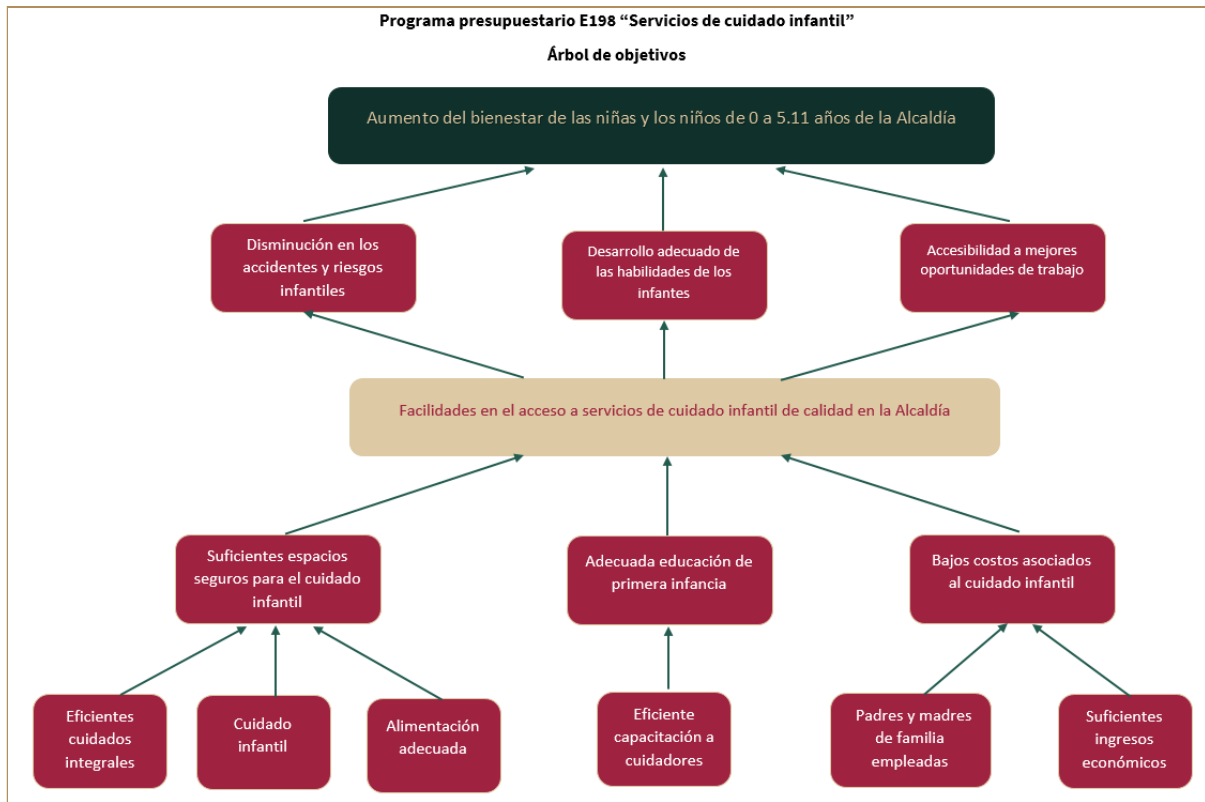 Programa presupuestario E198 “Servicios de cuidado infantil”
Árbol de objetivos
Aumento del bienestar de las niñas y los niños de 0 a 5.11 años de la Alcaldía
Disminución en los
accidentes y riesgos
infantiles
Desarrollo adecuado de
las habilidades de los
infantes
Accesibilidad a mejores
oportunidades de trabajo
Facilidades en el acceso a servicios de cuidado infantil de calidad en la Alcaldía
Suficientes espacios
seguros para el cuidado
infantil
Adecuada educación de
primera infancia
Bajos costos asociados
al cuidado infantil
Eficientes
cuidados
integrales
Cuidado
infantil
Alimentación
adecuada
Eficiente
capacitación a
cuidadores
Padres y madres
de familia
empleadas
Suficientes
ingresos
económicos